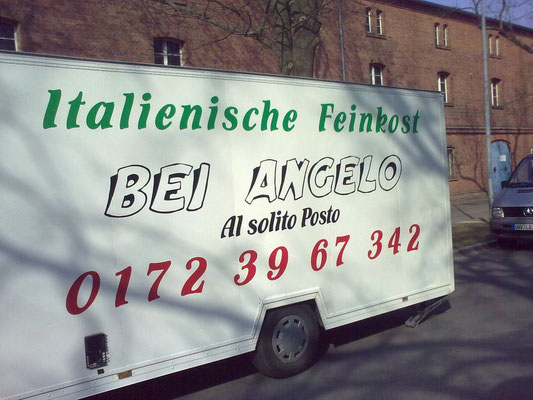 Italienische Feinkost
BEI ANGELO
Al solito Posto
0172 39 67 342